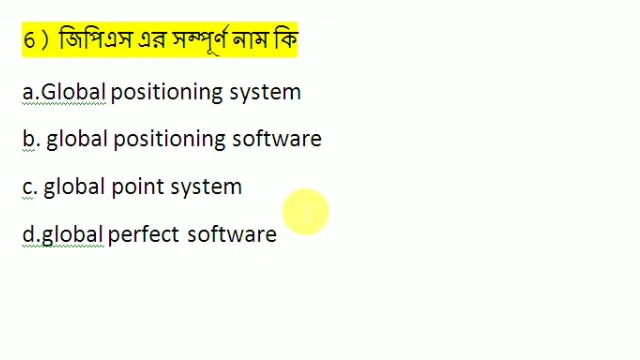 6 ) জিপিএস এর সম্পূর্ণ নাম কি
a.Global positioning system
b. global positioning software
c. global point system
d.global perfect software